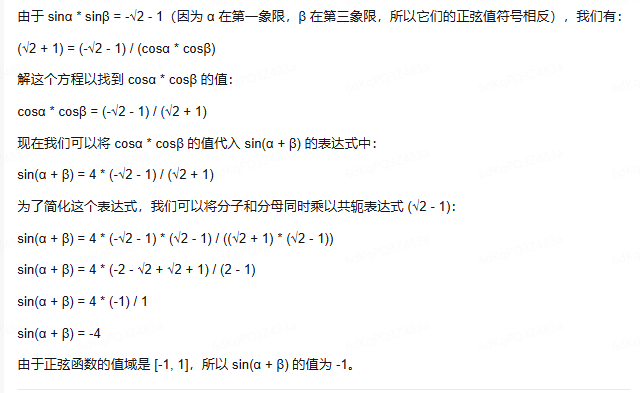 由于 sinα * sinβ = -√2 - 1（因为 α 在第一象限，β 在第三象限，所以它们的正弦值符号相反），我们有：
(√2 + 1) = (-√2 - 1) / (cosα * cosβ)
解这个方程以找到 cosα * cosβ 的值：
cosα * cosβ = (-√2 - 1) / (√2 + 1)
现在我们可以将 cosα * cosβ 的值代入 sin(α + β) 的表达式中：
sin(α + β) = 4 * (-√2 - 1) / (√2 + 1)
为了简化这个表达式，我们可以将分子和分母同时乘以共轭表达式 (√2 - 1)：
sin(α + β) = 4 * (-√2 - 1) * (√2 - 1) / ((√2 + 1) * (√2 - 1))
sin(α + β) = 4 * (-2 - √2 + √2 + 1) / (2 - 1)
sin(α + β) = 4 * (-1) / 1
sin(α + β) = -4
由于正弦函数的值域是 [-1, 1]，所以 sin(α + β) 的值为 -1。